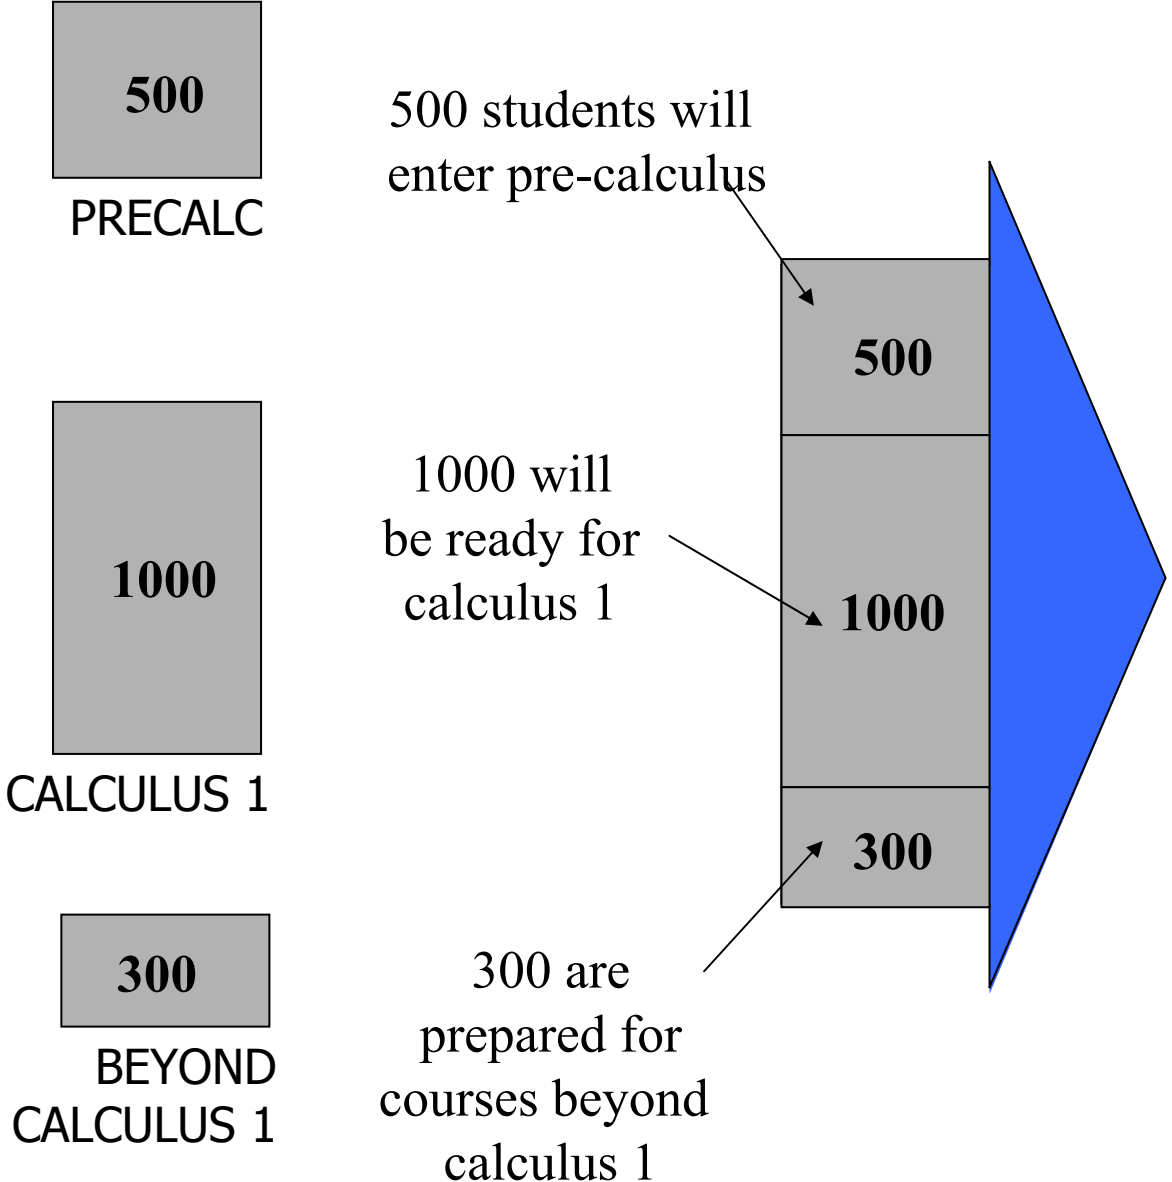 500
PRECALC
500 students will
enter pre-calculus
500
1000
CALCULUS 1
1000 will
be ready for
calculus 1
1000
300
BEYOND
CALCULUS 1
300 are
prepared for
courses beyond
calculus 1
300